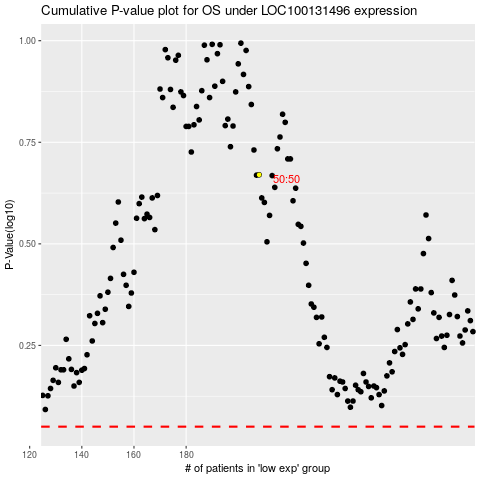 Cumulative P-value plot for OS under LOC100131496 expression
1.00
0.75
0.50
0.25
P-Value(log10)
50:50
120 140 160 180
# of patients in 'low exp' group